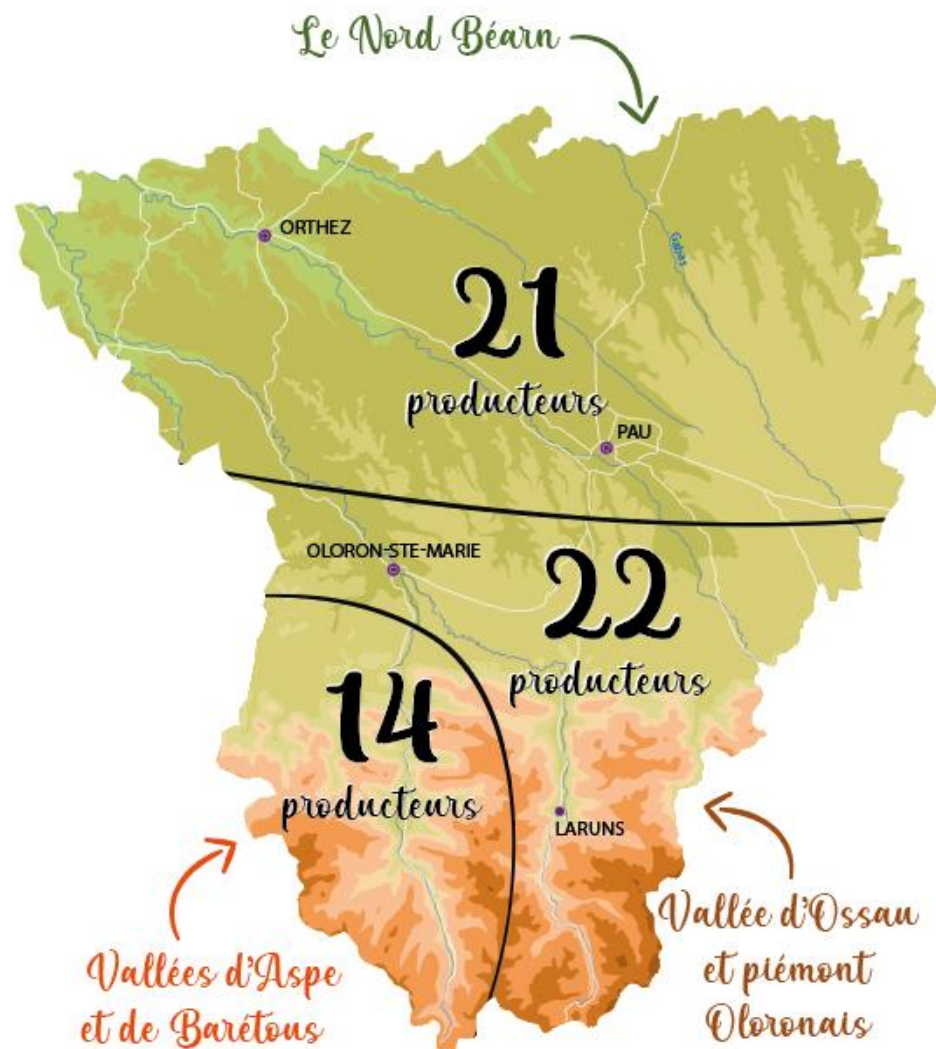 Le Nord Béarn
ORTHEZ
Gabas
21
producteurs
PAU
OLORON-STE-MARIE
22
producteurs
14
producteurs
LARUNS
Vallées d'Aspe
et de Barétous
Vallée d'Ossau
et piémont
Oloronais